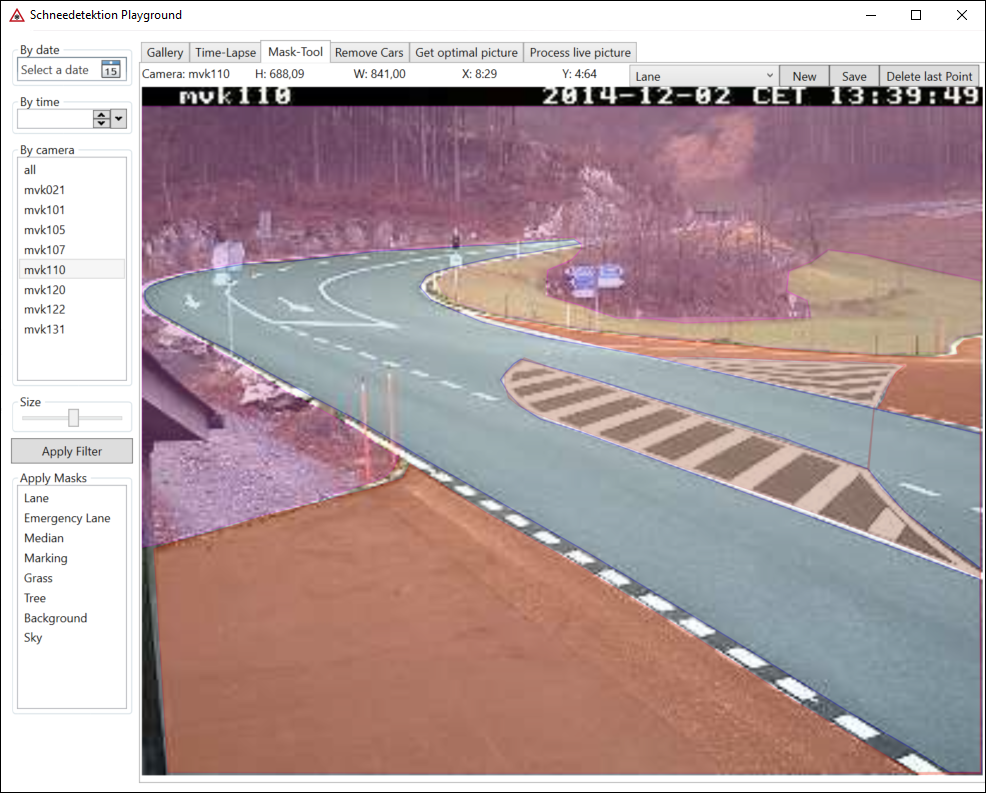 Schneedetektion Playground
By date
Select a date 15
By time
By camera
all
mvk021
mvk101
mvk105
mvk107
mvk110
mvk120
mvk122
mvk131
Size
Apply Filter
Apply Masks
Lane
Emergency Lane
Median
Marking
Grass
Tree
Background
Sky
Gallery Time-Lapse Mask-Tool Remove Cars Get optimal picture Process live picture
Camera: mvk110 H: 688,09 W: 841,00 X: 8:29 Y: 4:64 Lane New Save Delete last Point
mvk110 2014-12-02 CET 13:39:49